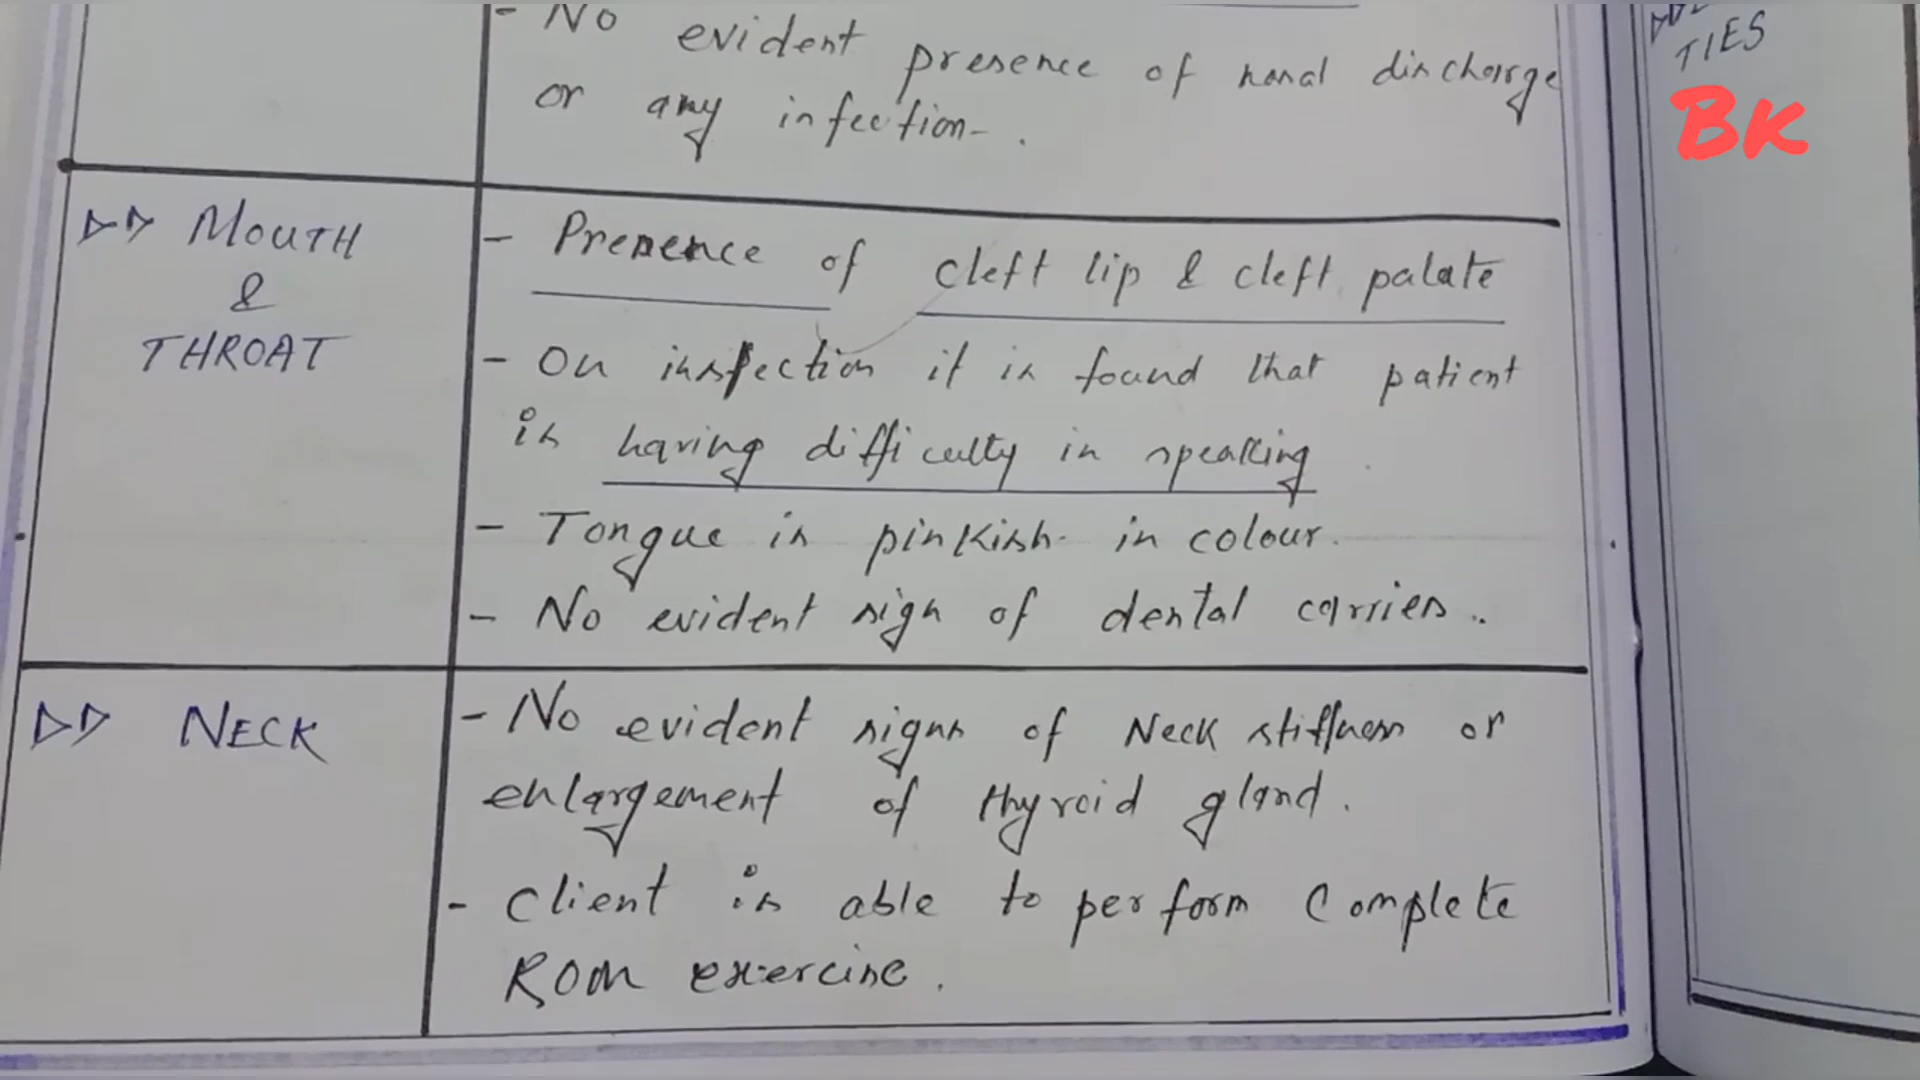 - No evident presence of nasal discharge
or any infection-.
▷▷ MOUTH
&
THROAT
- Presence of cleft lip & cleft palate
- On inspection it is found that patient
is having difficulty in speaking.
- Tongue is pinkish in colour.
- No evident sign of dental carries..
▷▷ NECK
- No evident signs of Neck stiffness or
enlargement of thyroid gland.
- Client is able to perform Complete
ROM exercise.
TIES
BK